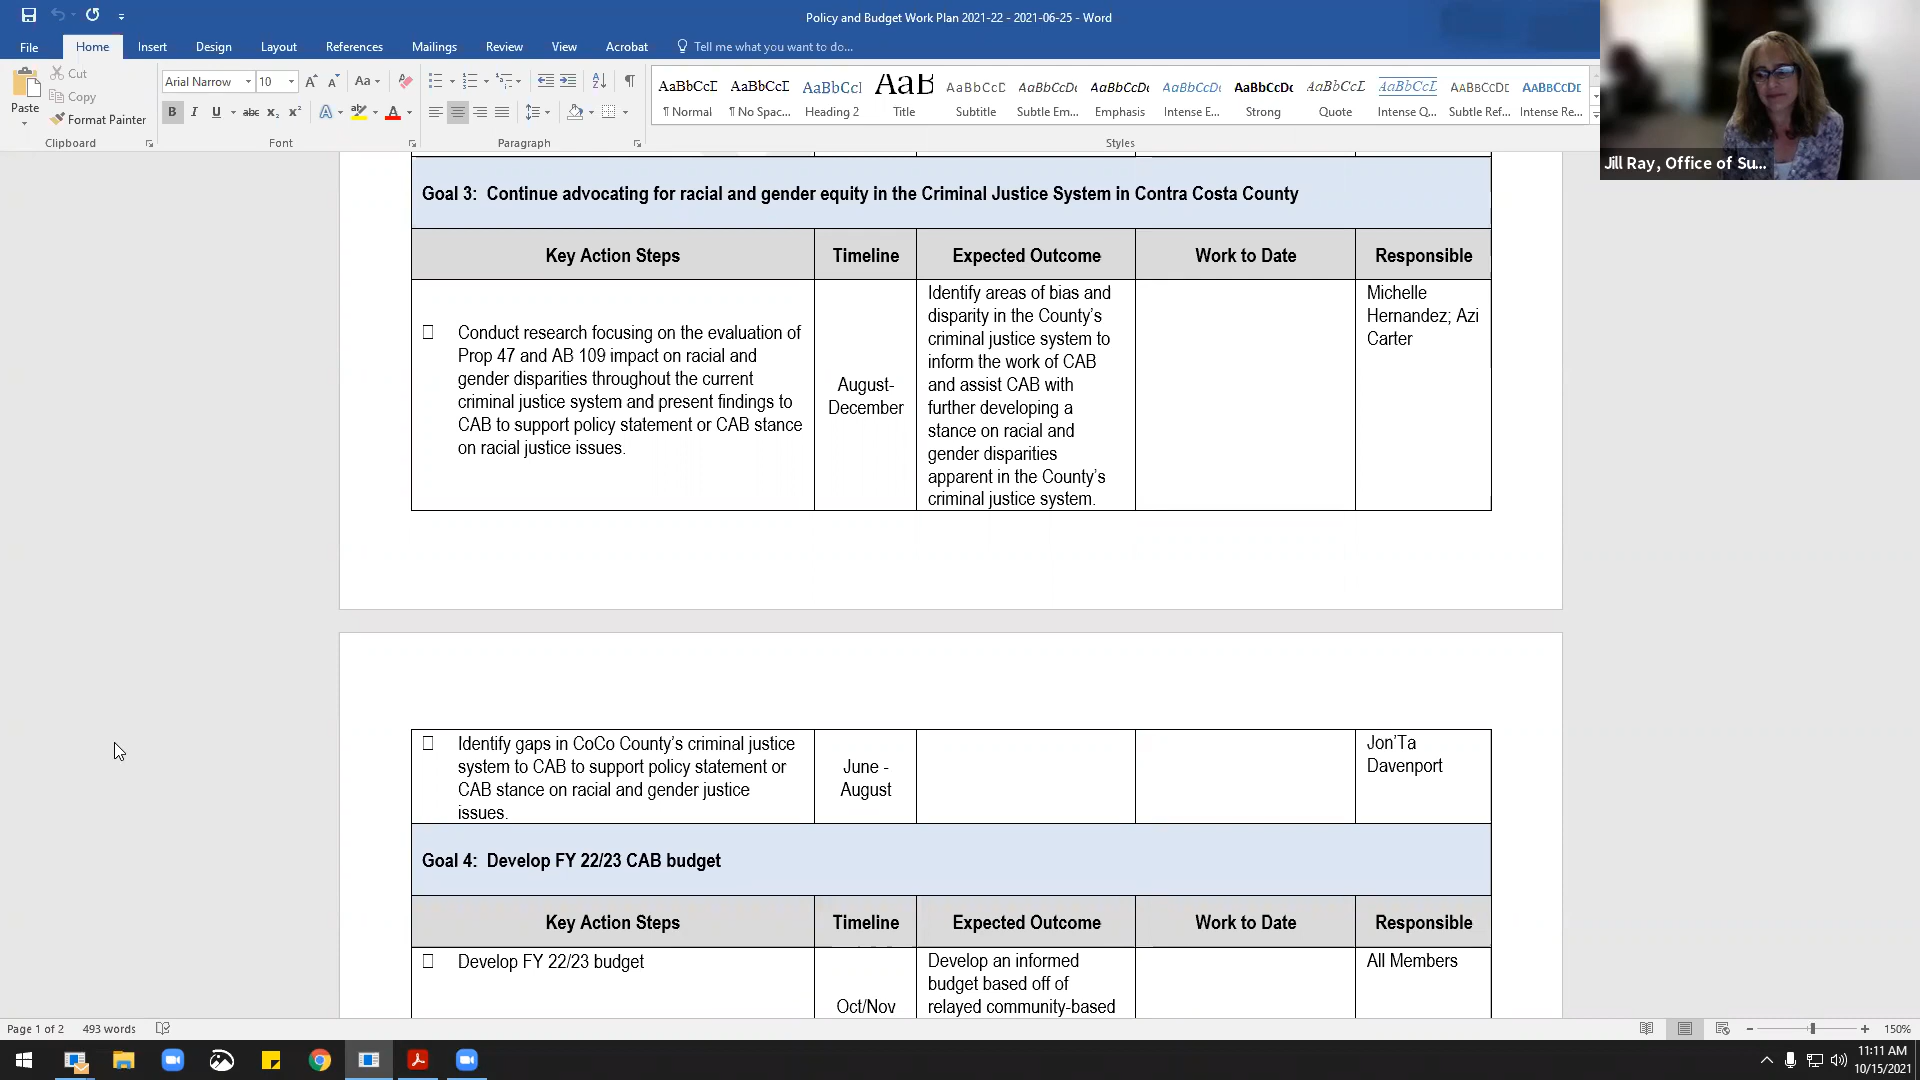 Policy and Budget Work Plan 2021-22 - 2021-06-25 - Word
File Home Insert Design Layout References Mailings Review View Acrobat Tell me what you want to do...
Paste
Cut
Copy
Format Painter
Clipboard
Arial Narrow 10
Font
Paragraph
AaBbCcI ¶ Normal
AaBbCcI ¶ No Spac...
AaBbCcI Heading 2
AaB Title
AaBbCcD Subtitle
AaBbCcDc Subtle Em...
AaBbCcDc Emphasis
AaBbCcDc Intense E...
AaBbCcDc Strong
AaBbCcL Quote
AaBbCcL Intense Q...
AaBbCcDt Subtle Ref...
AaBbCcDt Intense Re...
Styles
Jill Ray, Office of Su...
Goal 3: Continue advocating for racial and gender equity in the Criminal Justice System in Contra Costa County
Key Action Steps Timeline Expected Outcome Work to Date Responsible
Conduct research focusing on the evaluation of
Prop 47 and AB 109 impact on racial and
gender disparities throughout the current
criminal justice system and present findings to
CAB to support policy statement or CAB stance
on racial justice issues.
August-
December
Identify areas of bias and
disparity in the County’s
criminal justice system to
inform the work of CAB
and assist CAB with
further developing a
stance on racial and
gender disparities
apparent in the County’s
criminal justice system.
Michelle
Hernandez; Azi
Carter
Identify gaps in CoCo County’s criminal justice
system to CAB to support policy statement or
CAB stance on racial and gender justice
issues.
June -
August
Jon’Ta
Davenport
Goal 4: Develop FY 22/23 CAB budget
Key Action Steps Timeline Expected Outcome Work to Date Responsible
Develop FY 22/23 budget
Oct/Nov
Develop an informed
budget based off of
relayed community-based
All Members
Page 1 of 2 493 words
150%
11:11 AM
10/15/2021